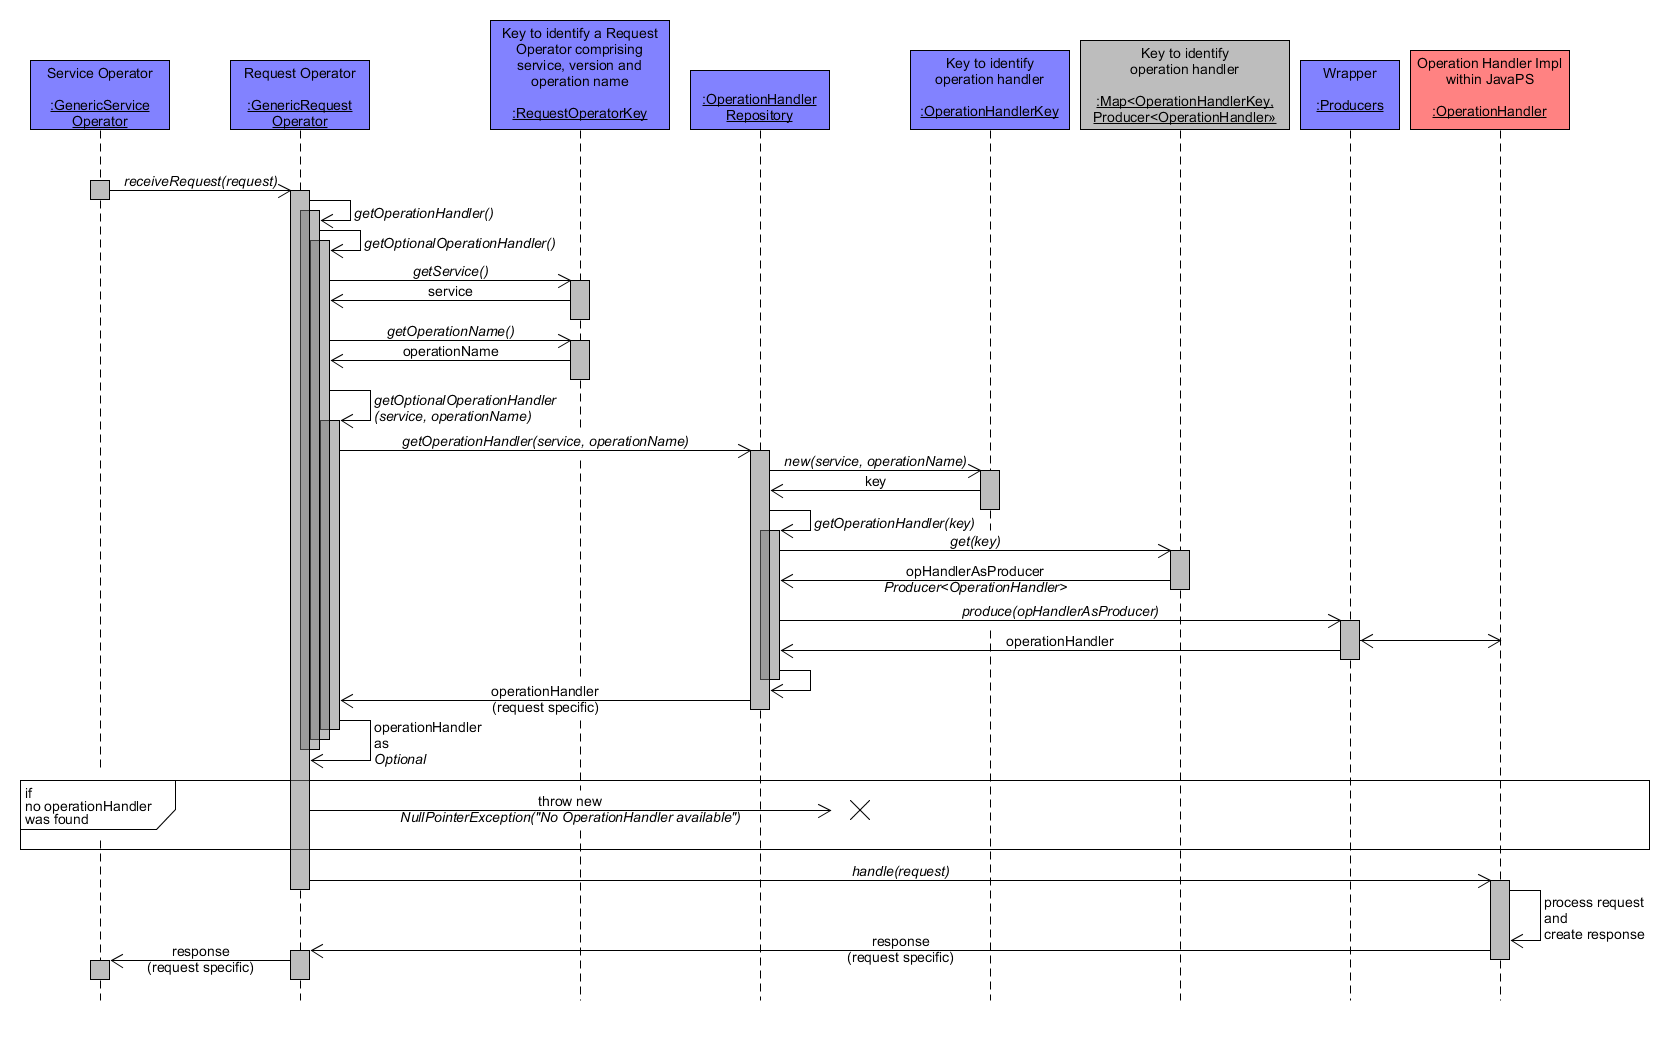 Service Operator
:GenericService
Operator
Request Operator
:GenericRequest
Operator
Key to identify a Request
Operator comprising
service, version and
operation name
:RequestOperatorKey
:OperationHandler
Repository
Key to identify
operation handler
:OperationHandlerKey
Key to identify
operation handler
:Map<OperationHandlerKey,
Producer<OperationHandler»
Wrapper
:Producers
Operation Handler Impl
within JavaPS
:OperationHandler
receiveRequest(request)
getOperationHandler()
getOptionalOperationHandler()
getService()
service
getOperationName()
operationName
getOptionalOperationHandler
(service, operationName)
getOperationHandler(service, operationName)
new(service, operationName)
key
getOperationHandler(key)
get(key)
opHandlerAsProducer
Producer<OperationHandler>
produce(opHandlerAsProducer)
operationHandler
operationHandler
(request specific)
operationHandler
as
Optional
if
no operationHandler
was found
throw new
NullPointerException("No OperationHandler available")
handle(request)
process request
and
create response
response
(request specific)
response
(request specific)